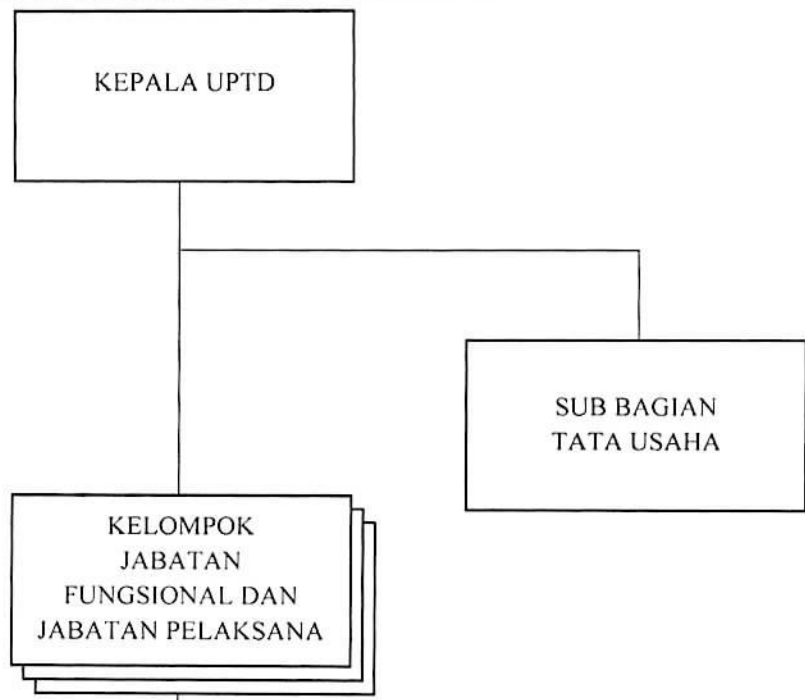 KEPALA UPTD
SUB BAGIAN
TATA USAHA
KELOMPOK
JABATAN
FUNGSIONAL DAN
JABATAN PELAKSANA